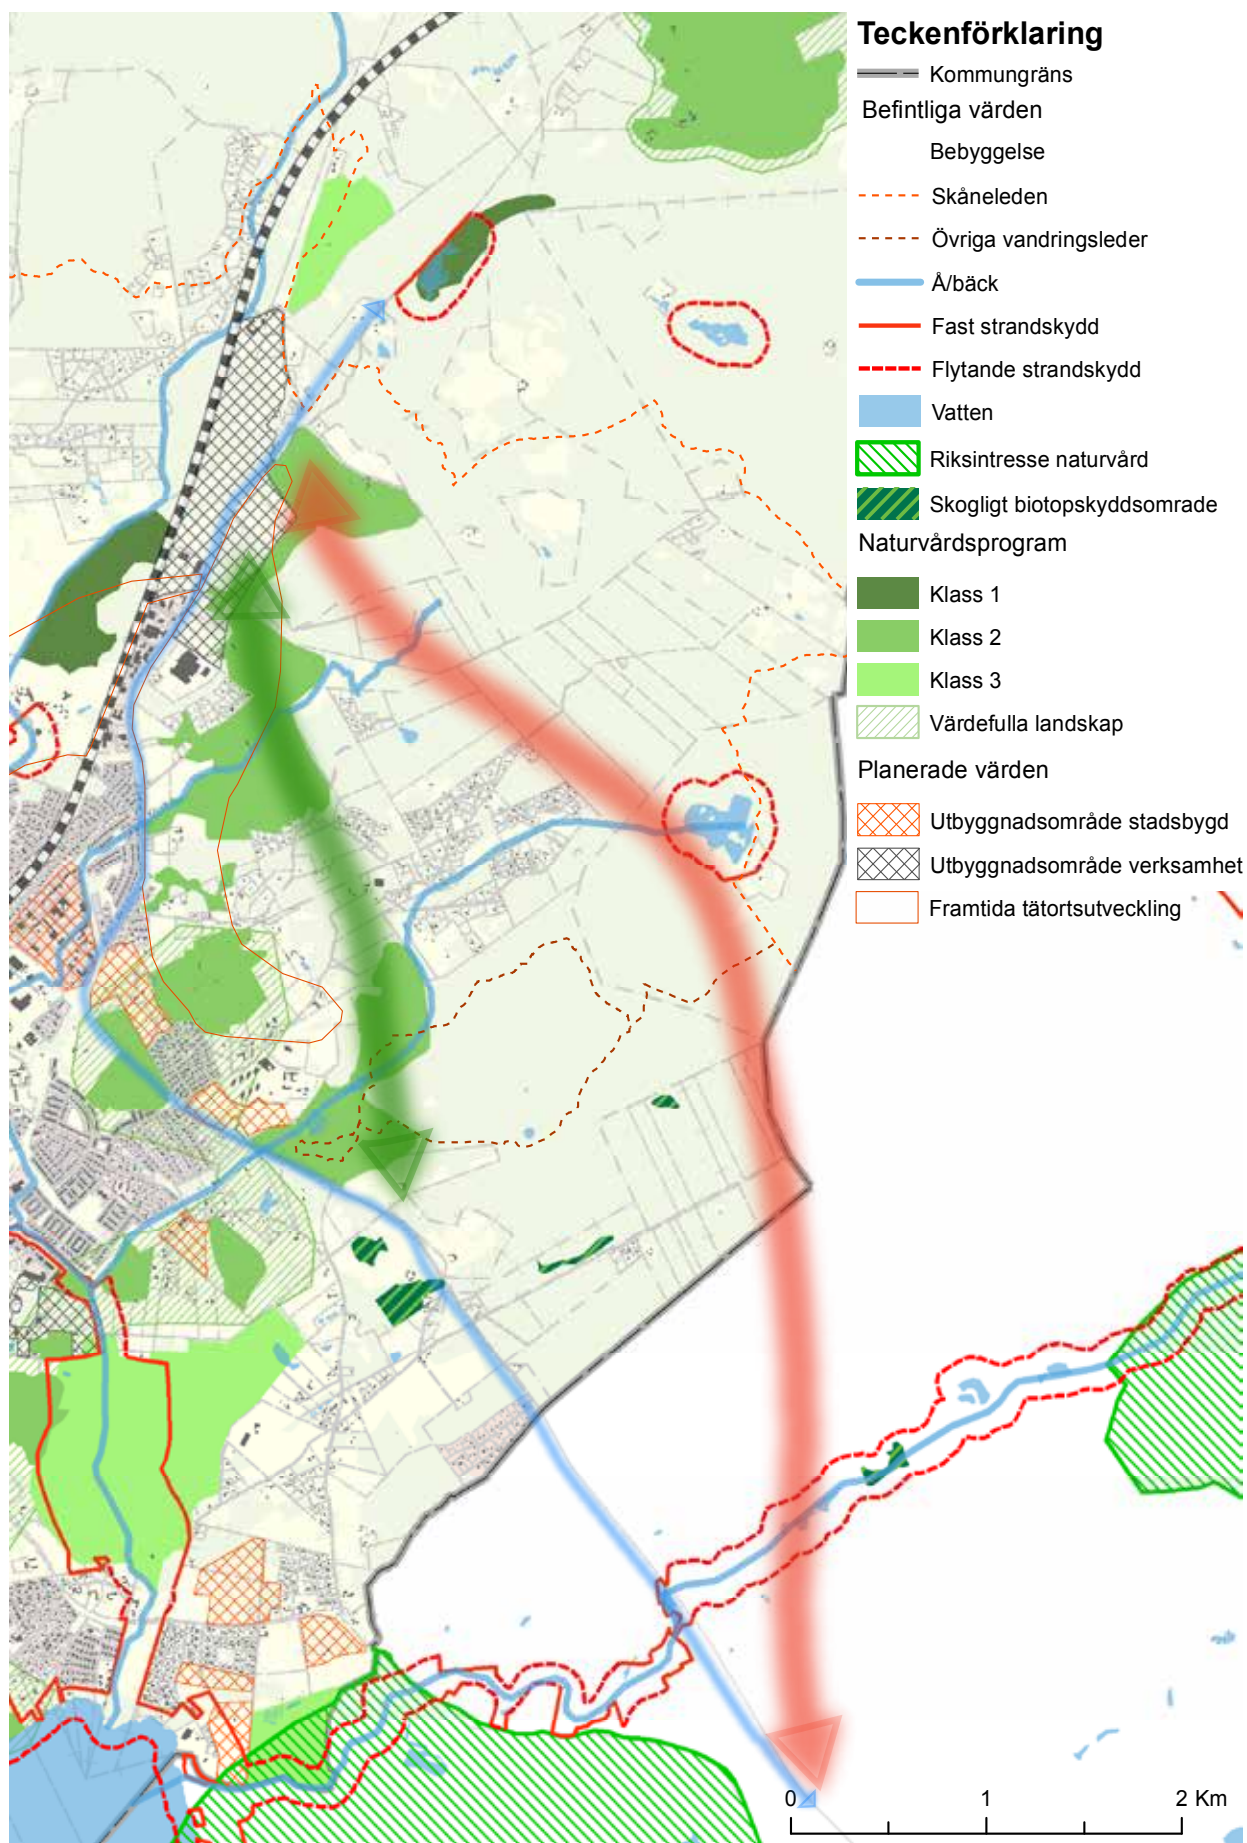 Teckenförklaring
Kommungräns
Befintliga värden
Bebyggelse
Skåneleden
Övriga vandringsleder
Å/bäck
Fast strandskydd
Flytande strandskydd
Vatten
Riksintresse naturvård
Skogligt biotopskyddsomrade
Naturvårdsprogram
Klass 1
Klass 2
Klass 3
Värdefulla landskap
Planerade värden
Utbyggnadsområde stadsbygd
Utbyggnadsområde verksamhet
Framtida tätortsutveckling
0 1 2 Km